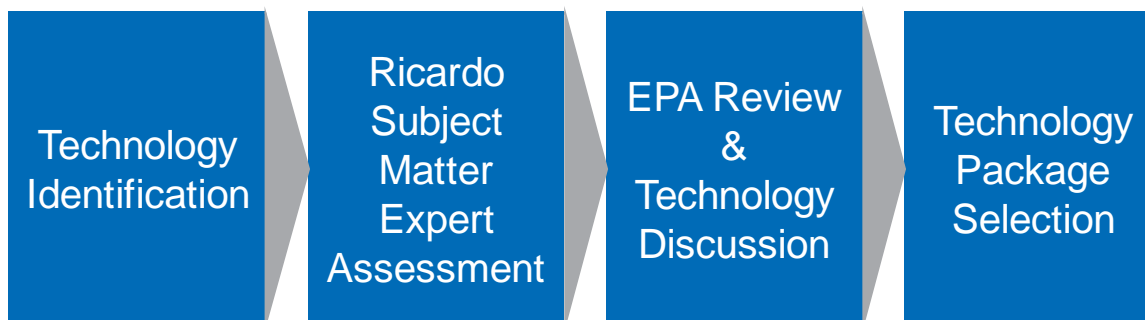 Technology
Identification
Ricardo
Subject
Matter
Expert
Assessment
EPA Review
&
Technology
Discussion
Technology
Package
Selection